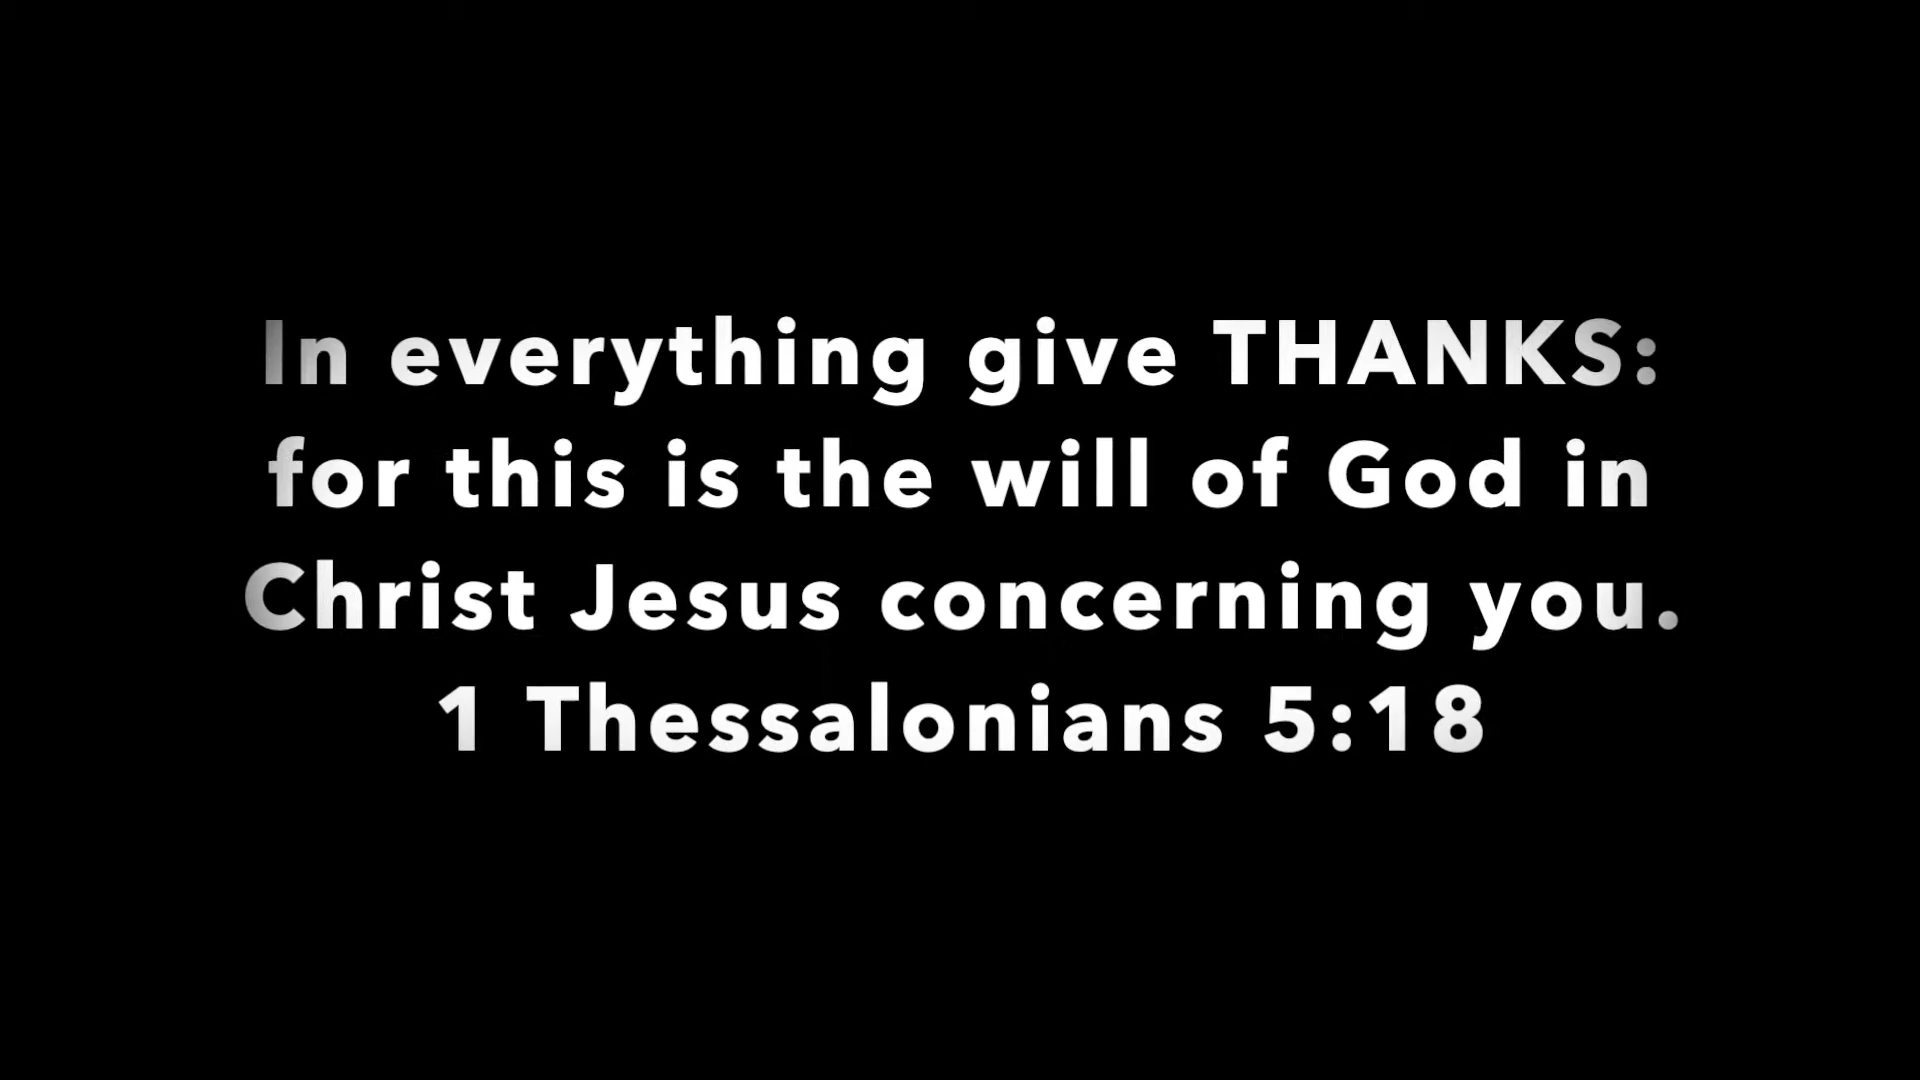 In everything give THANKS:
for this is the will of God in
Christ Jesus concerning you.
1 Thessalonians 5:18